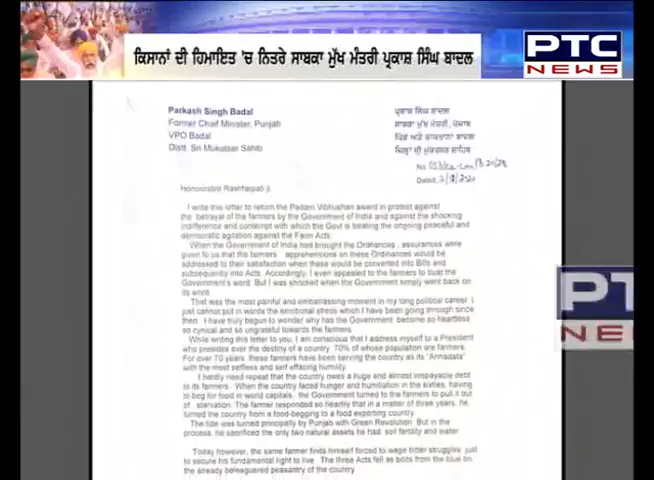 ਕਿਸਾਨਾਂ ਦੀ ਹਿਮਾਇਤ 'ਚ ਨਿਤਰੇ ਸਾਬਕਾ ਮੁੱਖ ਮੰਤਰੀ ਪ੍ਰਕਾਸ਼ ਸਿੰਘ ਬਾਦਲ
PTC
NEWS
Parkash Singh Badal
Former Chief Minister, Punjab
VPO Badal
Distt. Sri Mukatsar Sahib
ਪ੍ਰਕਾਸ਼ ਸਿੰਘ ਬਾਦਲ
ਸਾਬਕਾ ਮੁੱਖ ਮੰਤਰੀ, ਪੰਜਾਬ
ਪਿੰਡ ਅਤੇ ਡਾਕਖਾਨਾ ਬਾਦਲ
ਜ਼ਿਲ੍ਹਾ ਸ੍ਰੀ ਮੁਕਤਸਰ ਸਾਹਿਬ
No.
Dated.
Honourable Rashtarpati ji,
I write this letter to return the Padam Vibhushan award in protest against
the betrayal of the farmers by the Government of India and against the shocking
indifference and contempt with which the Govt is treating the ongoing peaceful and
democratic agitation against the Farm Acts.
When the Government of India had brought the Ordnances, assurances were
given to us that the farmers apprehensions on these Ordinances would be
addressed to their satisfaction when these would be converted into Bills and
subsequently into Acts. Accordingly, I even appealed to the farmers to trust the
Government's word. But I was shocked when the Government simply went back on
its word.
That was the most painful and embarrassing moment in my long political career. I
just cannot put in words the emotional stress which I have been going through since
then. I have truly begun to wonder why has the Government become so heartless
so cynical and so ungrateful towards the farmers.
While writing this letter to you, I am conscious that I address myself to a President
who presides over the destiny of a country 70% of whose population are farmers.
For over 70 years, these farmers have been serving the country as its "Annadata"
with the most selfless and self effacing humility.
I hardly need repeat that the country owes a huge and almost irrepayable debt
to its farmers. When the country faced hunger and humiliation in the sixties, having
to beg for food in world capitals, the Government turned to the farmers to pull it out
of starvation. The farmer responded so heartily that in a matter of three years, he
turned the country from a food-begging to a food exporting country.
The tide was turned principally by Punjab with Green Revolution. But in the
process, he sacrificed the only two natural assets he had: soil fertility and water
Today however, the same farmer finds himself forced to wage bitter struggles just
to secure his fundamental right to live. The three Acts fell as bolts from the blue on
the already beleaguered peasantry of the country
PTC
NEWS